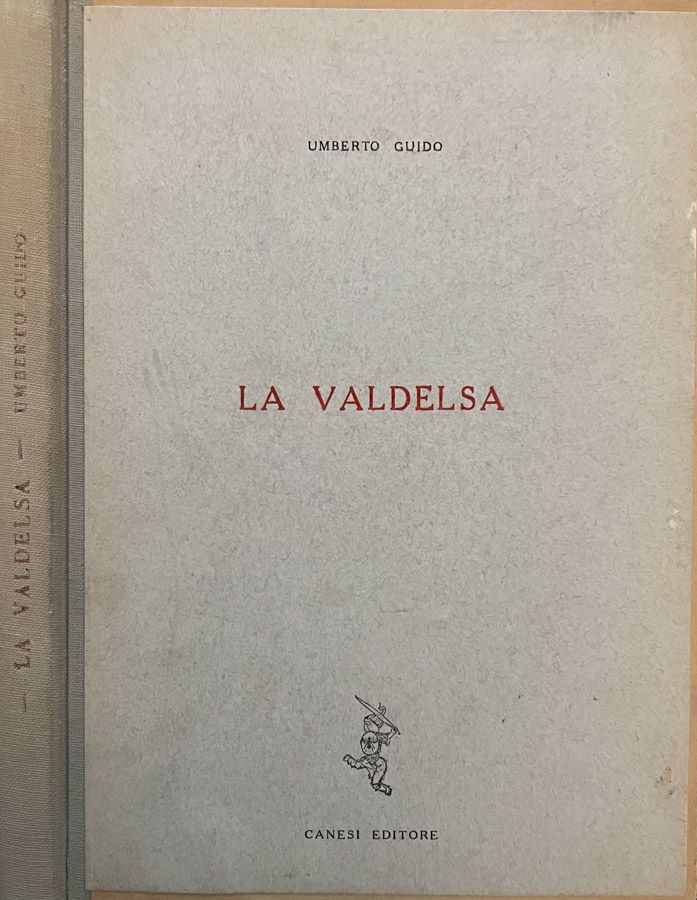 UMBERTO GUIDO
LA VALDELSA
CANESI EDITORE
— LA VALDELSA — UMBERTO GUIDO